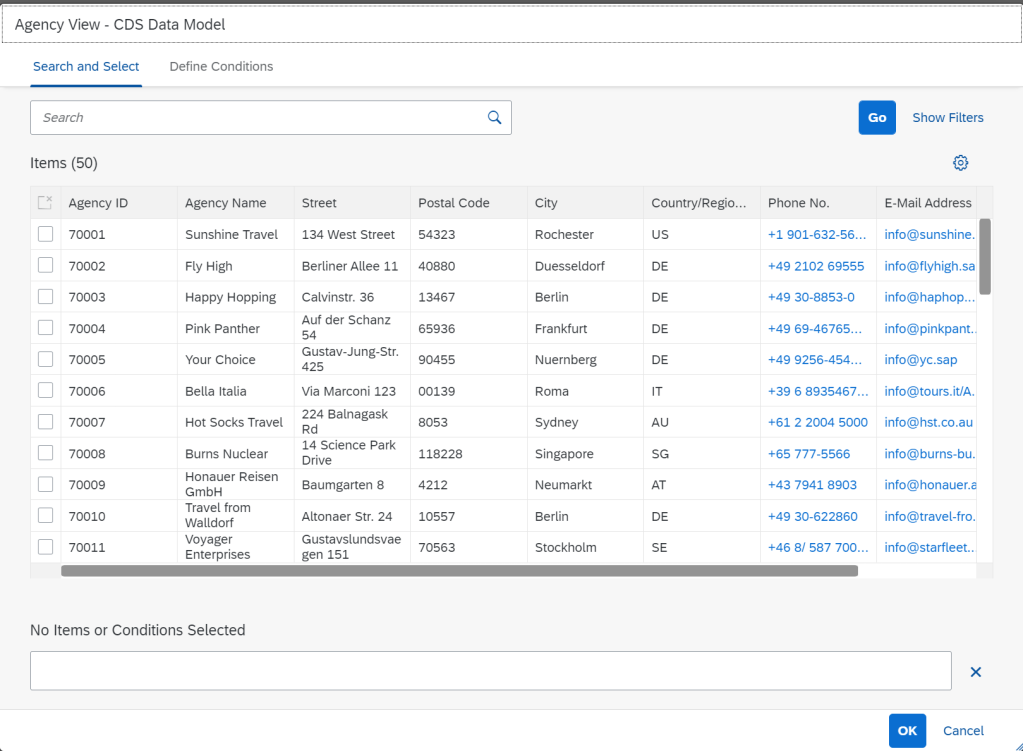 Agency View - CDS Data Model
Search and Select Define Conditions
Search Go Show Filters
Items (50)
Agency ID Agency Name Street Postal Code City Country/Regio... Phone No. E-Mail Address
70001 Sunshine Travel 134 West Street 54323 Rochester US +1 901-632-56... info@sunshine.
70002 Fly High Berliner Allee 11 40880 Duesseldorf DE +49 2102 69555 info@flyhigh.sa
70003 Happy Hopping Calvinstr. 36 13467 Berlin DE +49 30-8853-0 info@haphop...
70004 Pink Panther Auf der Schanz 54 65936 Frankfurt DE +49 69-46765... info@pinkpant..
70005 Your Choice Gustav-Jung-Str. 425 90455 Nuernberg DE +49 9256-454... info@yc.sap
70006 Bella Italia Via Marconi 123 00139 Roma IT +39 6 8935467... info@tours.it/A.
70007 Hot Socks Travel 224 Balnagask Rd 8053 Sydney AU +61 2 2004 5000 info@hst.co.au
70008 Burns Nuclear 14 Science Park Drive 118228 Singapore SG +65 777-5566 info@burns-bu.
70009 Honauer Reisen GmbH Baumgarten 8 4212 Neumarkt AT +43 7941 8903 info@honauer.a
70010 Travel from Walldorf Altonaer Str. 24 10557 Berlin DE +49 30-622860 info@travel-fro.
70011 Voyager Enterprises Gustavslundsvaegen 151 70563 Stockholm SE +46 8/ 587 700... info@starfleet..
No Items or Conditions Selected
OK Cancel